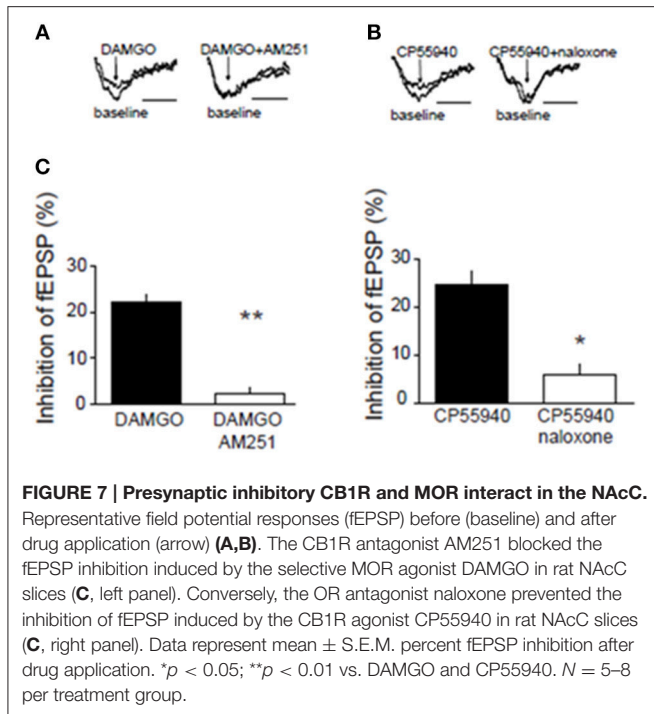 A
B
DAMGO
DAMGO+AM251
CP55940
CP55940+naloxone
baseline
baseline
baseline
baseline
C
Inhibition of fEPSP (%)
30
20
10
0
**
DAMGO
DAMGO
AM251
Inhibition of fEPSP (%)
30
20
10
0
*
CP55940
CP55940
naloxone
FIGURE 7 | Presynaptic inhibitory CB1R and MOR interact in the NAcC.
Representative field potential responses (fEPSP) before (baseline) and after
drug application (arrow) (A,B). The CB1R antagonist AM251 blocked the
fEPSP inhibition induced by the selective MOR agonist DAMGO in rat NAcC
slices (C, left panel). Conversely, the OR antagonist naloxone prevented the
inhibition of fEPSP induced by the CB1R agonist CP55940 in rat NAcC slices
(C, right panel). Data represent mean ± S.E.M. percent fEPSP inhibition after
drug application. *p < 0.05; **p < 0.01 vs. DAMGO and CP55940. N = 5–8
per treatment group.